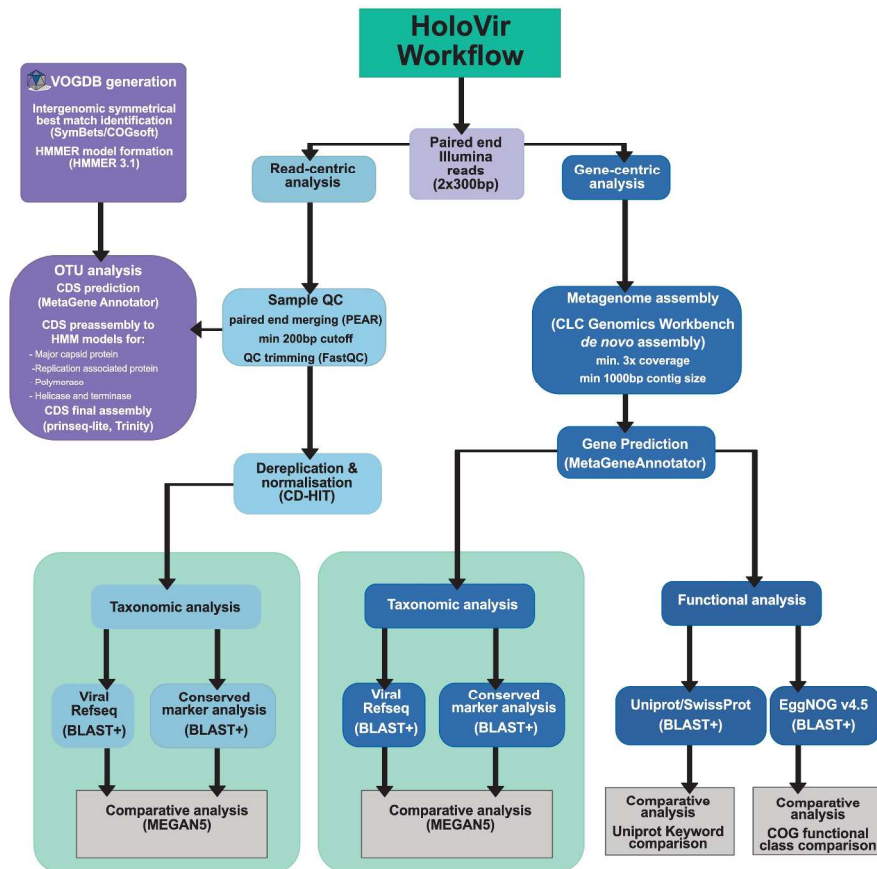 HoloVir
Workflow
VOGDB generation
Intergenomic symmetrical
best match identification
(SymBets/COGsoft)
HMMER model formation
(HMMER 3.1)
Paired end
Illumina
reads
(2x300bp)
Read-centric
analysis
Gene-centric
analysis
OTU analysis
CDS prediction
(MetaGene Annotator)
CDS preassembly to
HMM models for:
- Major capsid protein
-Replication associated protein
- Polymerase
- Helicase and terminase
CDS final assembly
(prinseq-lite, Trinity)
Sample QC
paired end merging (PEAR)
min 200bp cutoff
QC trimming (FastQC)
Metagenome assembly
(CLC Genomics Workbench
de novo assembly)
min. 3x coverage
min 1000bp contig size
Dereplication &
normalisation
(CD-HIT)
Gene Prediction
(MetaGeneAnnotator)
Taxonomic analysis
Viral
Refseq
(BLAST+)
Conserved
marker analysis
(BLAST+)
Comparative analysis
(MEGAN5)
Taxonomic analysis
Viral
Refseq
(BLAST+)
Conserved
marker analysis
(BLAST+)
Comparative analysis
(MEGAN5)
Functional analysis
Uniprot/SwissProt
(BLAST+)
EggNOG v4.5
(BLAST+)
Comparative
analysis
Uniprot Keyword
comparison
Comparative
analysis
COG functional
class comparison